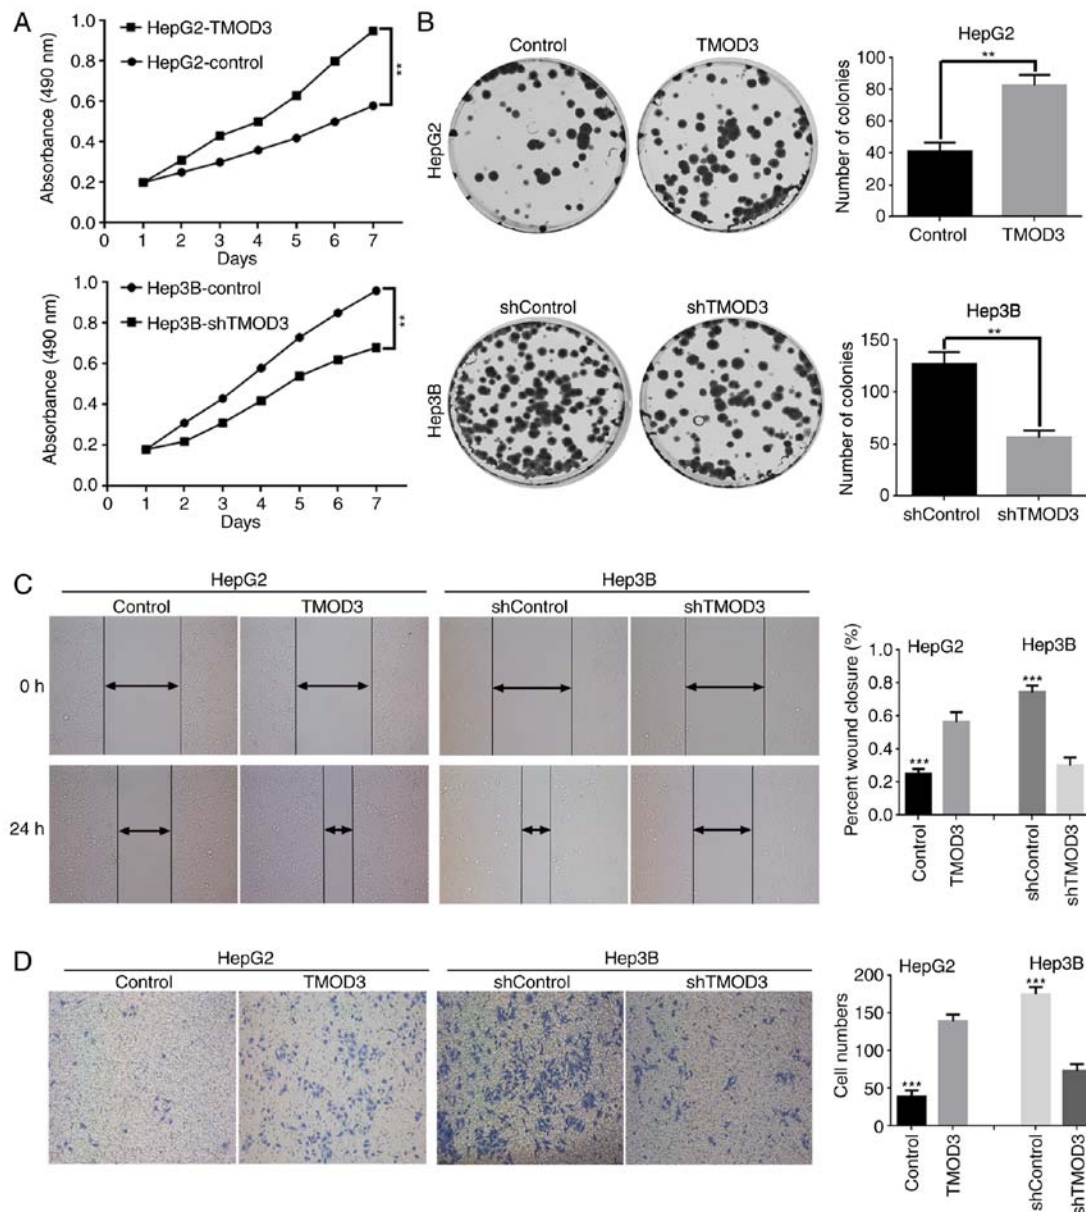 A
1.0
0.8
0.6
0.4
0.2
0.0
Absorbance (490 nm)
HepG2-TMOD3
HepG2-control
**
0 1 2 3 4 5 6 7
Days
1.0
0.8
0.6
0.4
0.2
0.0
Absorbance (490 nm)
Hep3B-control
Hep3B-shTMOD3
**
0 1 2 3 4 5 6 7
Days
B
Control TMOD3
HepG2
HepG2
100
80
60
40
20
0
Number of colonies
**
Control TMOD3
shControl shTMOD3
Hep3B
Hep3B
150
100
50
0
Number of colonies
**
shControl shTMOD3
C
HepG2 Hep3B
Control TMOD3 shControl shTMOD3
0 h
24 h
1.0
0.8
0.6
0.4
0.2
0.0
Percent wound closure (%)
HepG2 Hep3B
*** ***
Control TMOD3 shControl shTMOD3
D
HepG2 Hep3B
Control TMOD3 shControl shTMOD3
200
150
100
50
0
Cell numbers
HepG2 Hep3B
*** ***
Control TMOD3 shControl shTMOD3